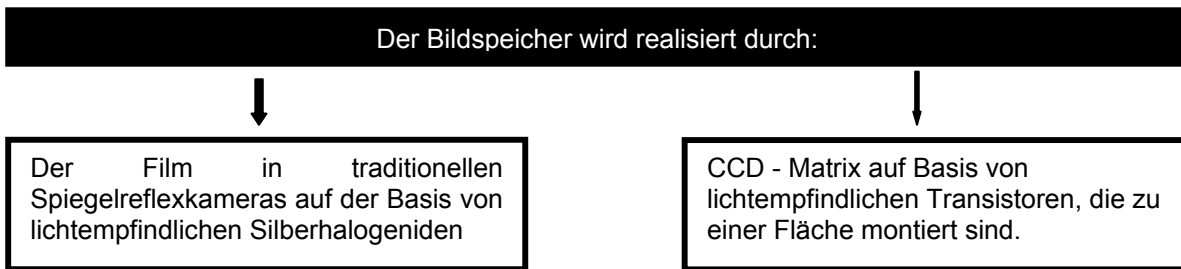 Der Bildspeicher wird realisiert durch:
Der Film in traditionellen
Spiegelreflexkameras auf der Basis von
lichtempfindlichen Silberhalogeniden
CCD - Matrix auf Basis von
lichtempfindlichen Transistoren, die zu
einer Fläche montiert sind.